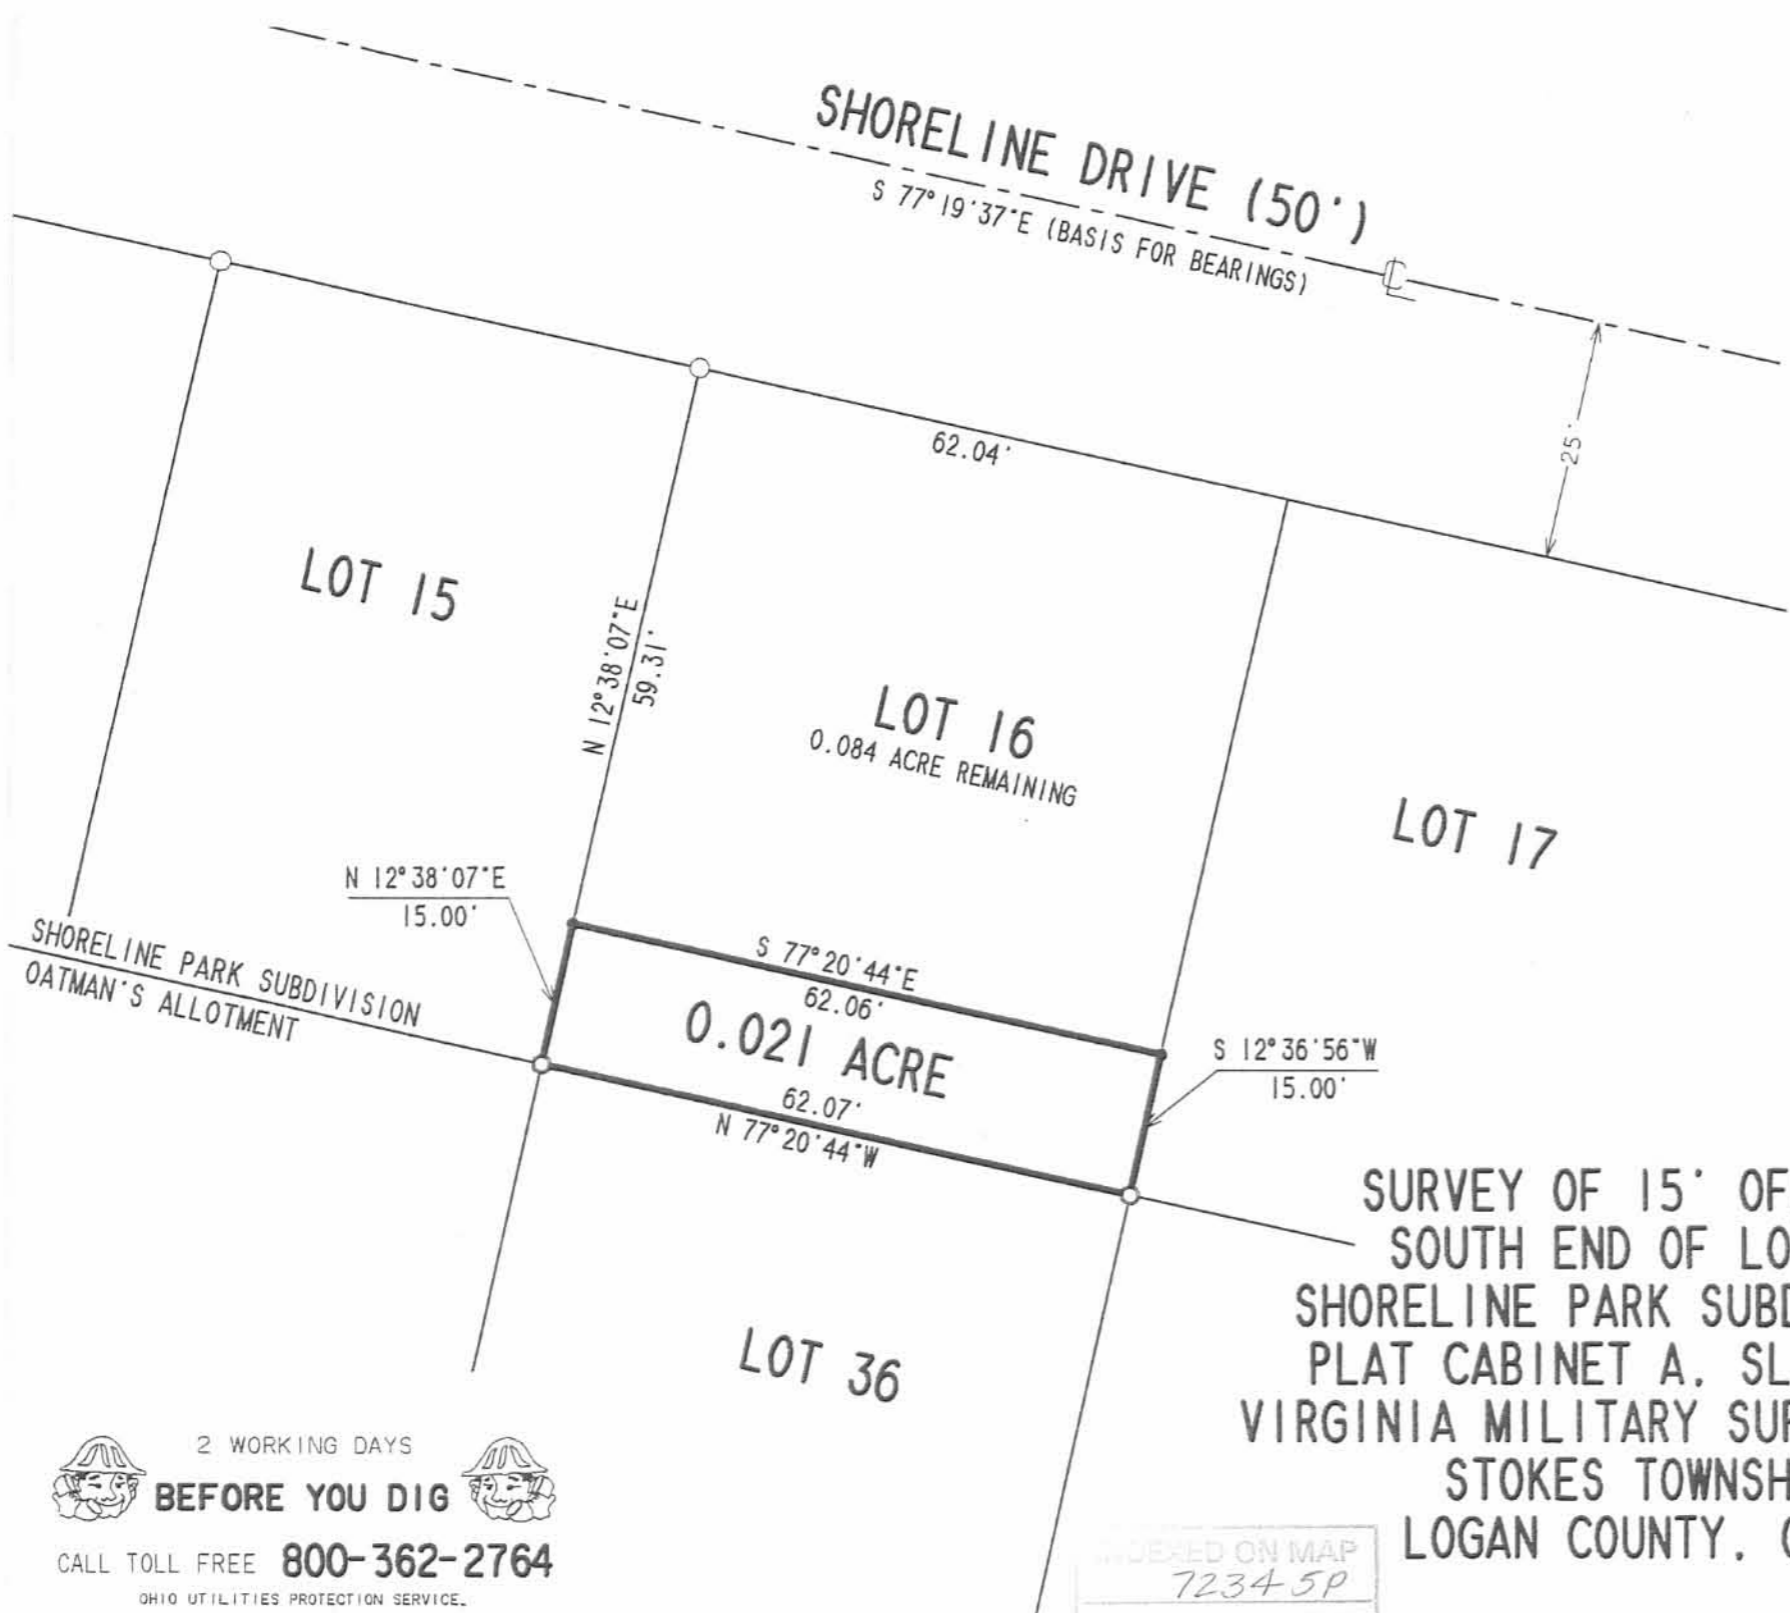 SHORELINE DRIVE (50')
S 77°19'37"E (BASIS FOR BEARINGS)
℄
25'
62.04'
LOT 15
N 12°38'07"E
59.31'
LOT 16
0.084 ACRE REMAINING
LOT 17
N 12°38'07"E
15.00'
SHORELINE PARK SUBDIVISION
OATMAN'S ALLOTMENT
S 77°20'44"E
62.06'
0.021 ACRE
62.07'
N 77°20'44"W
S 12°36'56"W
15.00'
LOT 36
SURVEY OF 15' OF
SOUTH END OF LO
SHORELINE PARK SUBD
PLAT CABINET A, SL
VIRGINIA MILITARY SUR
STOKES TOWNSH
LOGAN COUNTY, O
2 WORKING DAYS
BEFORE YOU DIG
CALL TOLL FREE 800-362-2764
OHIO UTILITIES PROTECTION SERVICE.
INDEXED ON MAP
7234-5P